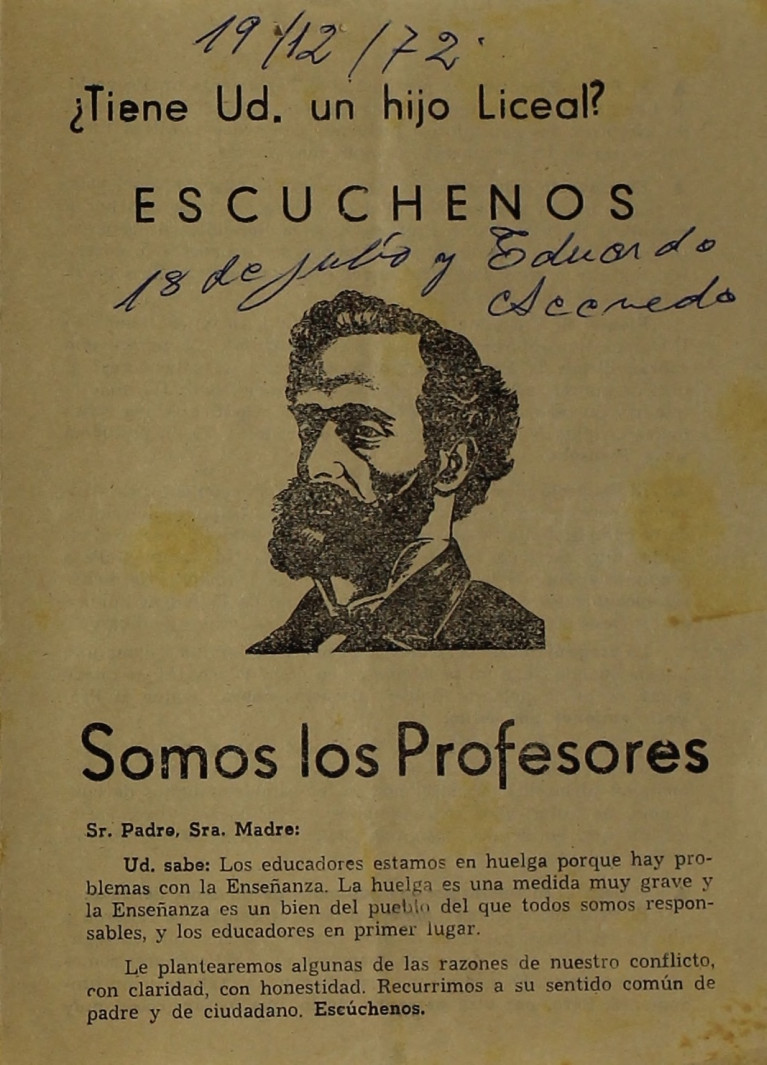 19/12/72.
¿Tiene Ud. un hijo Liceal?
ESCUCHENOS
18 de julio y Eduardo
Acevedo
Somos los Profesores
Sr. Padre, Sra. Madre:
Ud. sabe: Los educadores estamos en huelga porque hay pro-
blemas con la Enseñanza. La huelga es una medida muy grave y
la Enseñanza es un bien del pueblo del que todos somos respon-
sables, y los educadores en primer lugar.
Le plantearemos algunas de las razones de nuestro conflicto,
con claridad, con honestidad. Recurrimos a su sentido común de
padre y de ciudadano. Escúchenos.